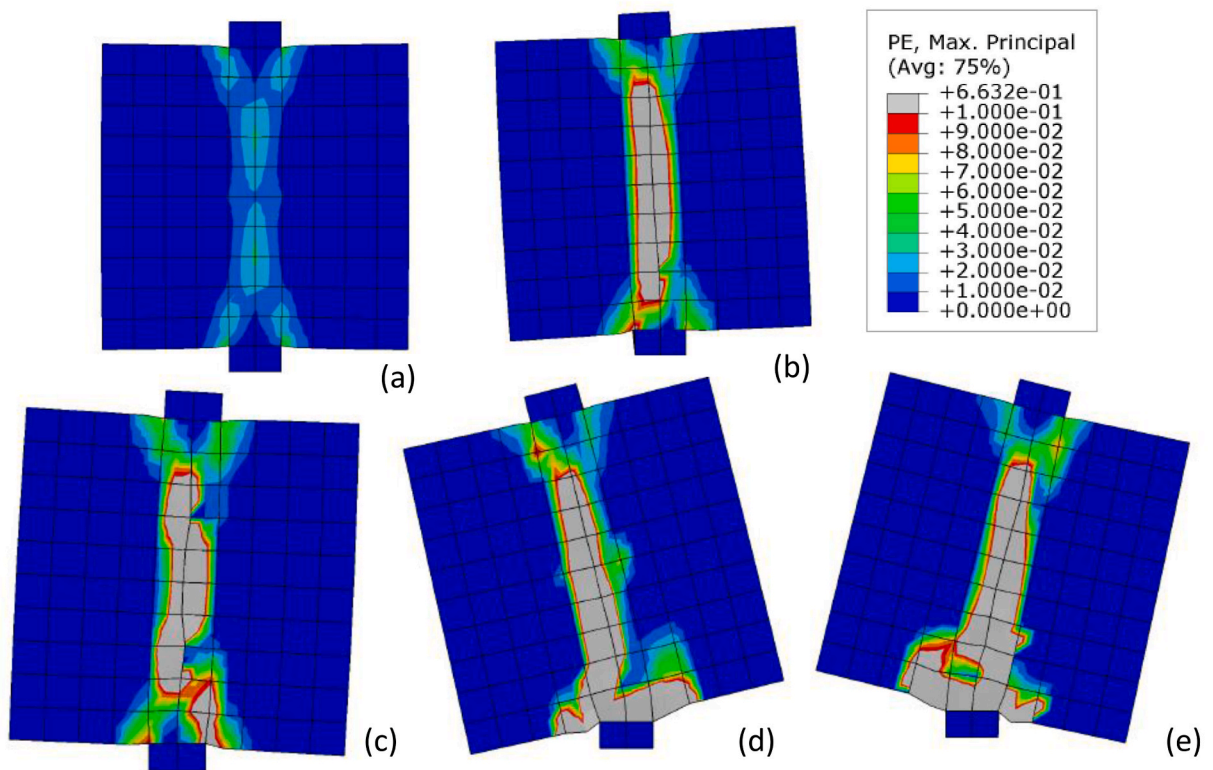 PE, Max. Principal
(Avg: 75%)
+6.632e-01
+1.000e-01
+9.000e-02
+8.000e-02
+7.000e-02
+6.000e-02
+5.000e-02
+4.000e-02
+3.000e-02
+2.000e-02
+1.000e-02
+0.000e+00
(a)
(b)
(c)
(d)
(e)